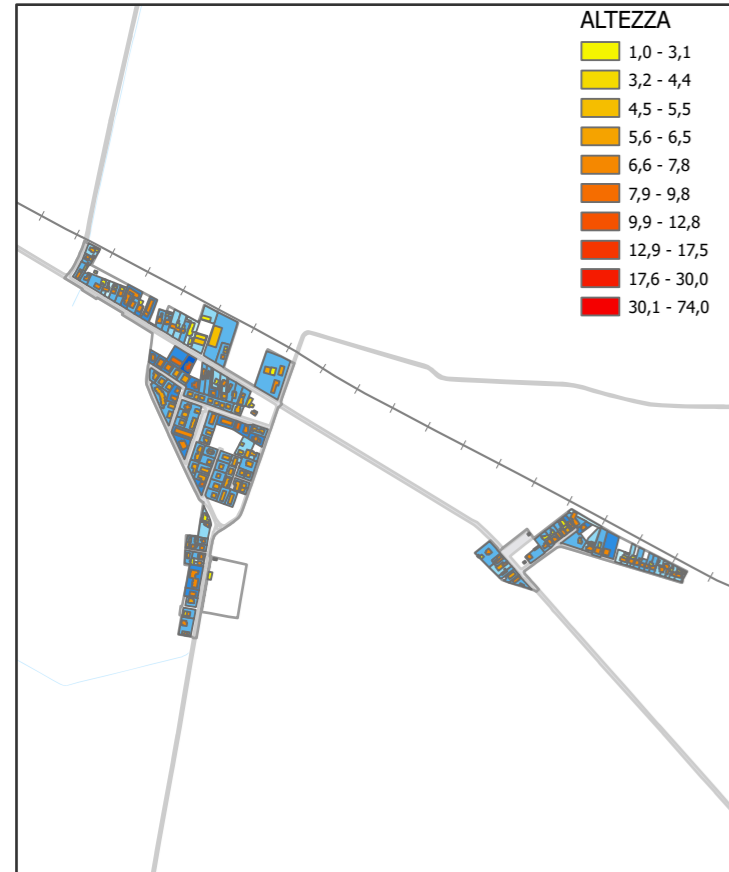 ALTEZZA
1,0 - 3,1
3,2 - 4,4
4,5 - 5,5
5,6 - 6,5
6,6 - 7,8
7,9 - 9,8
9,9 - 12,8
12,9 - 17,5
17,6 - 30,0
30,1 - 74,0